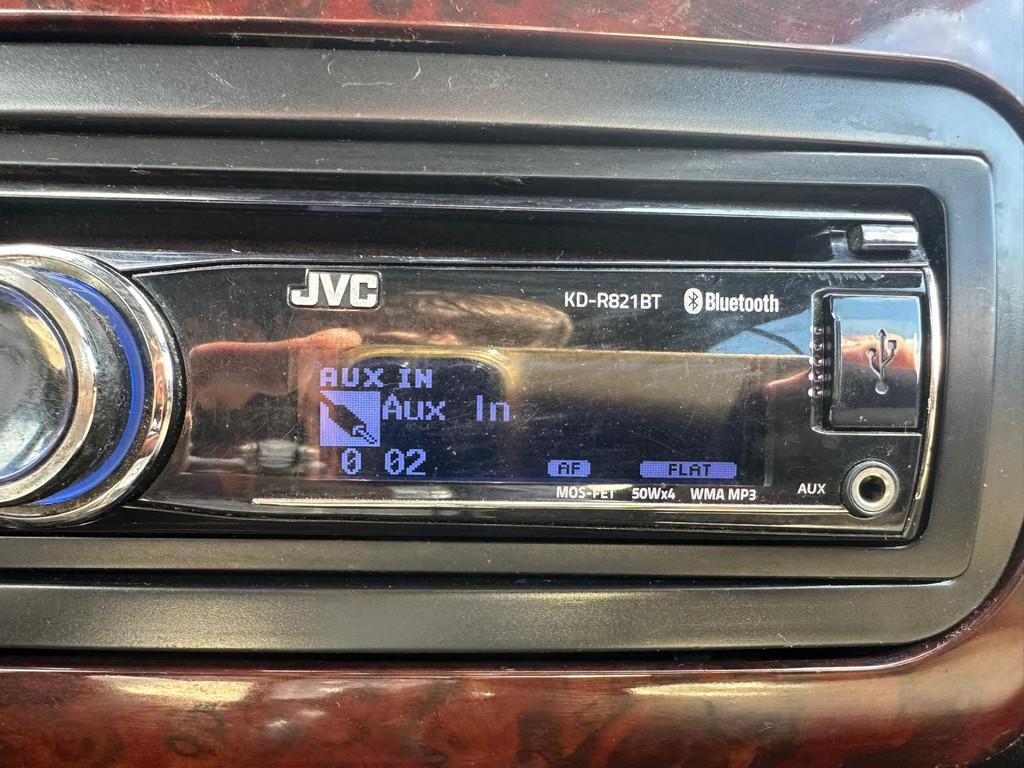 JVC
KD-R821BT Bluetooth
AUX IN
Aux In
0 02 AF FLAT
MOS-FET 50Wx4 WMA MP3
AUX